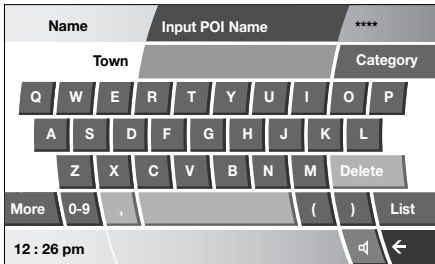 Name Input POI Name ****
Town Category
Q W E R T Y U I O P
A S D F G H J K L
Z X C V B N M Delete
More 0-9 , ( ) List
12 : 26 pm